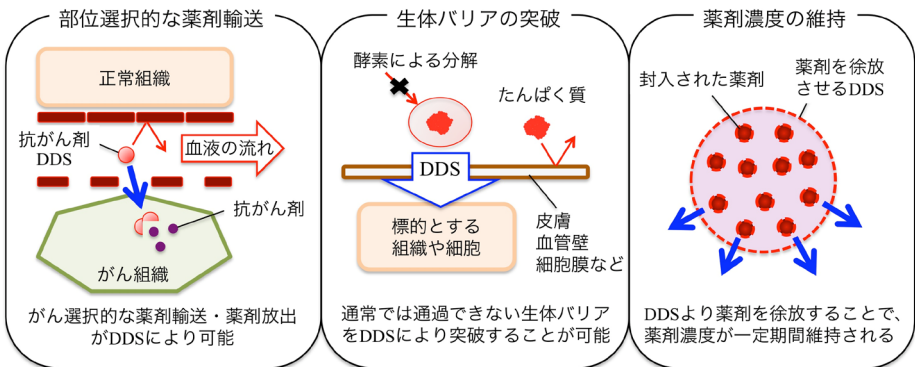 部位選択的な薬剤輸送
正常組織
抗がん剤
DDS
血液の流れ
抗がん剤
がん組織
がん選択的な薬剤輸送・薬剤放出
がDDSにより可能
生体バリアの突破
酵素による分解
たんぱく質
DDS
標的とする
組織や細胞
皮膚
血管壁
細胞膜など
通常では通過できない生体バリア
をDDSにより突破することが可能
薬剤濃度の維持
封入された薬剤
薬剤を徐放
させるDDS
DDSより薬剤を徐放することで、
薬剤濃度が一定期間維持される